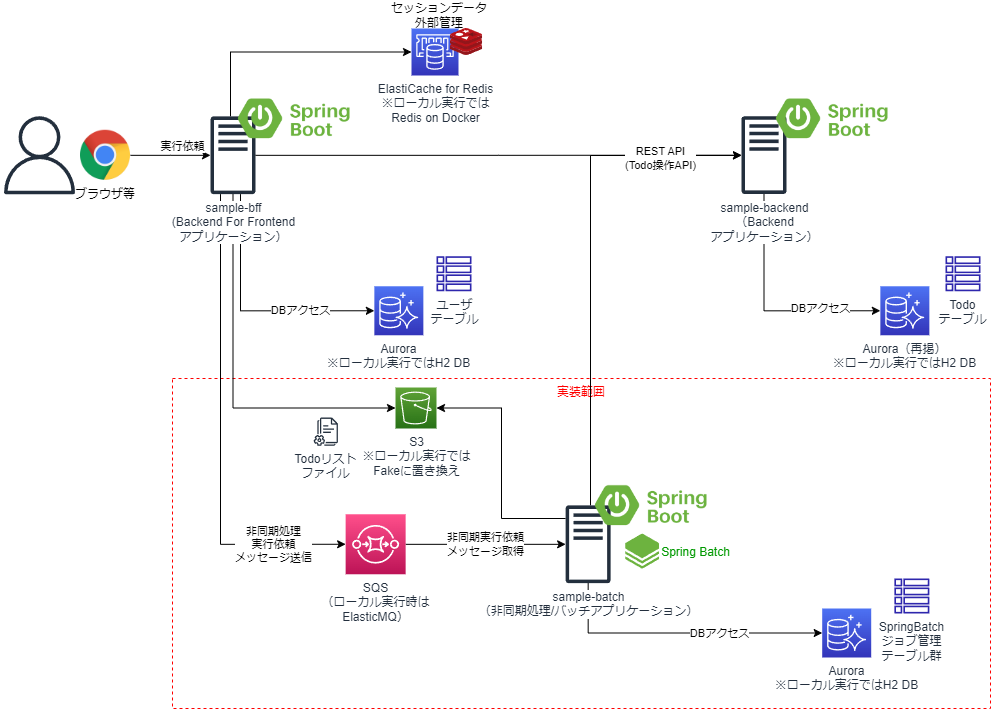 セッションデータ
外部管理
ElastiCache for Redis
※ローカル実行では
Redis on Docker
Spring
Boot
Spring
Boot
実行依頼
ブラウザ等
REST API
(Todo操作API)
sample-bff
(Backend For Frontend
アプリケーション）
sample-backend
（Backend
アプリケーション）
DBアクセス
ユーザ
テーブル
Aurora
※ローカル実行ではH2 DB
DBアクセス
Todo
テーブル
Aurora（再掲）
※ローカル実行ではH2 DB
実装範囲
S3
※ローカル実行では
Fakeに置き換え
Todoリスト
ファイル
非同期処理
実行依頼
メッセージ送信
SQS
（ローカル実行時は
ElasticMQ）
非同期実行依頼
メッセージ取得
Spring
Boot
Spring Batch
sample-batch
（非同期処理/バッチアプリケーション）
DBアクセス
SpringBatch
ジョブ管理
テーブル群
Aurora
※ローカル実行ではH2 DB